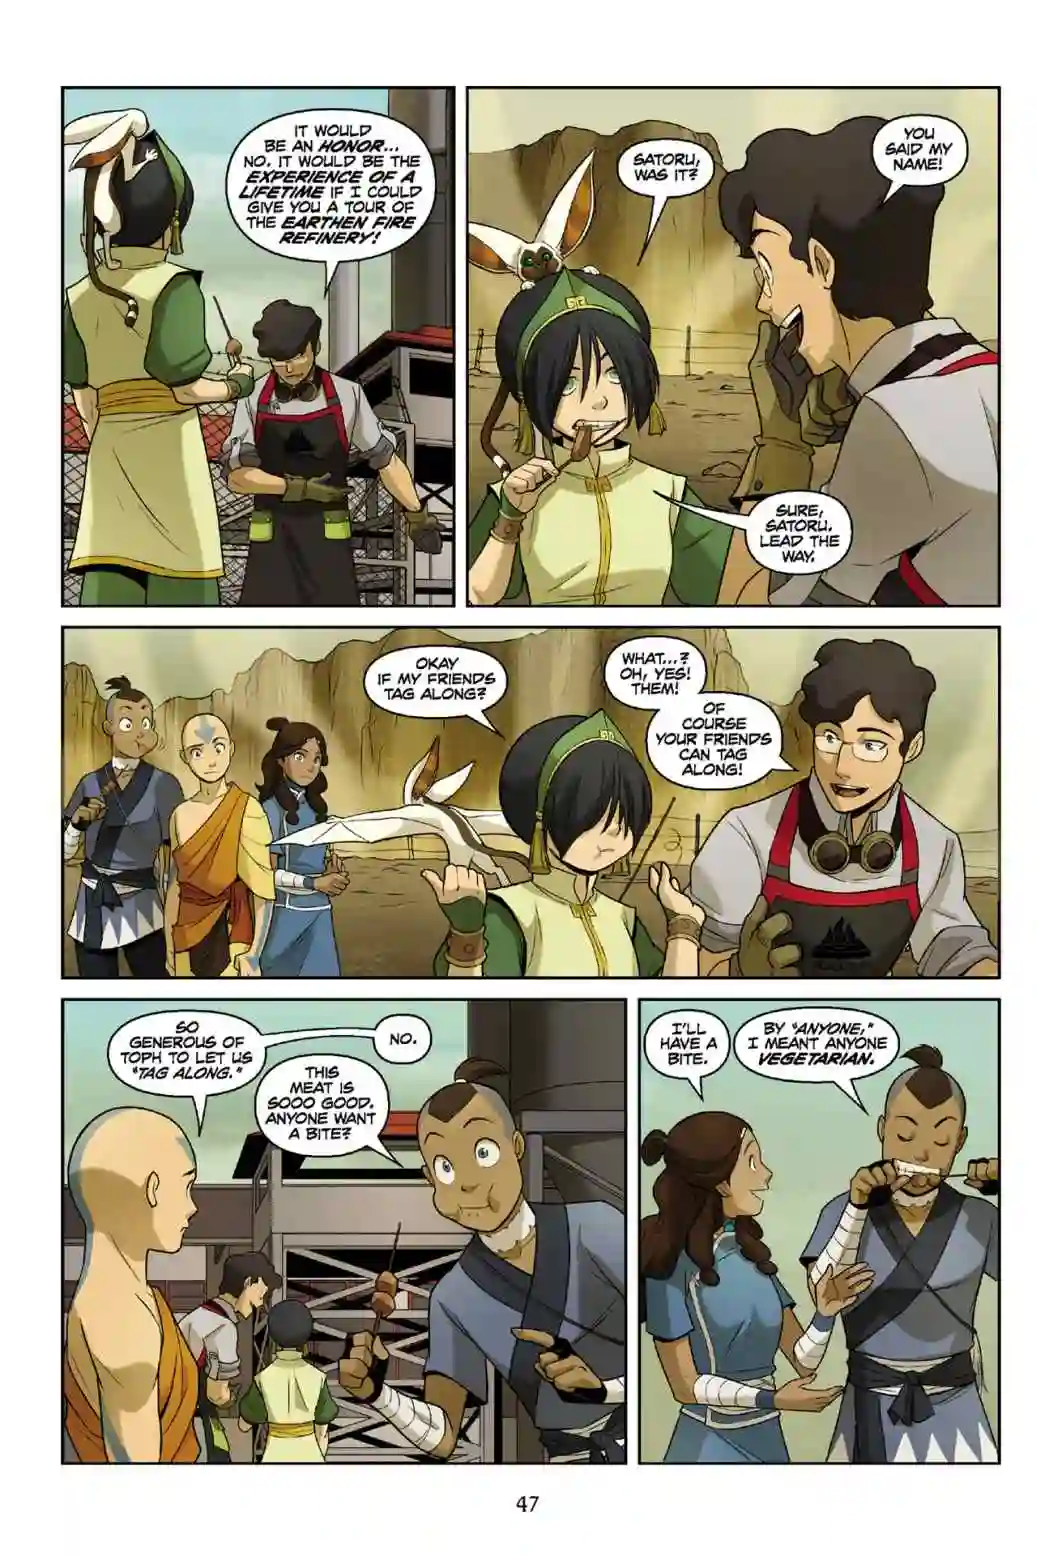 IT WOULD
BE AN HONOR...
NO. IT WOULD BE THE
EXPERIENCE OF A
LIFETIME IF I COULD
GIVE YOU A TOUR OF
THE EARTHEN FIRE
REFINERY!
SATORU,
WAS IT?
YOU
SAID MY
NAME!
SURE,
SATORU.
LEAD THE
WAY.
OKAY
IF MY FRIENDS
TAG ALONG?
WHAT...?
OH, YES!
THEM!
OF
COURSE
YOUR FRIENDS
CAN TAG
ALONG!
SO
GENEROUS OF
TOPH TO LET US
"TAG ALONG."
NO.
THIS
MEAT IS
SOOO GOOD.
ANYONE WANT
A BITE?
I'LL
HAVE A
BITE.
BY "ANYONE,"
I MEANT ANYONE
VEGETARIAN.
47